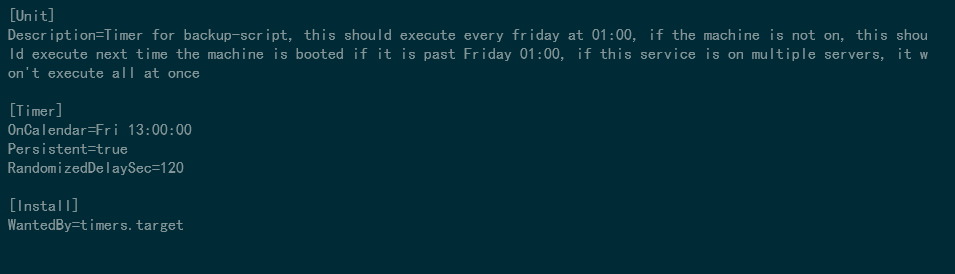 [Unit]
Description=Timer for backup-script, this should execute every friday at 01:00, if the machine is not on, this shou
ld execute next time the machine is booted if it is past Friday 01:00, if this service is on multiple servers, it w
on't execute all at once
[Timer]
OnCalendar=Fri 13:00:00
Persistent=true
RandomizedDelaySec=120
[Install]
WantedBy=timers.target